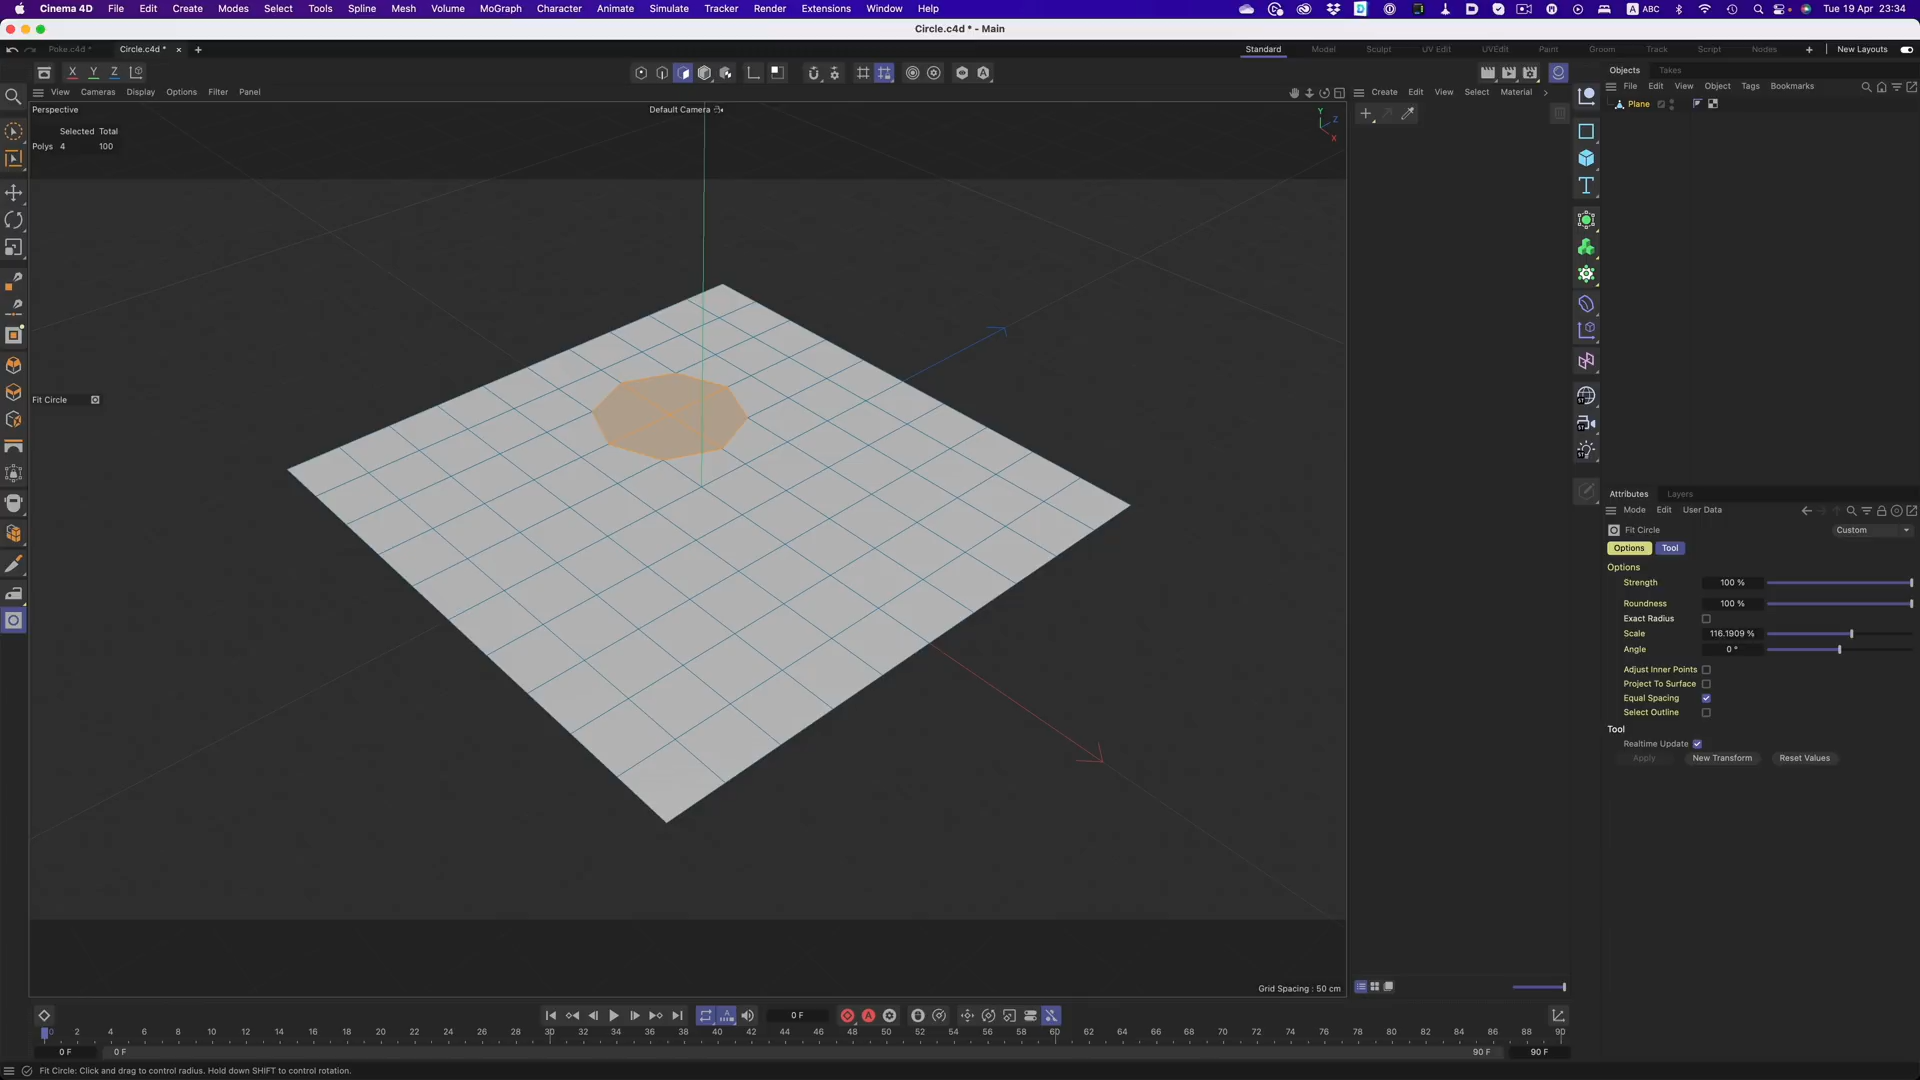 Cinema 4D File Edit Create Modes Select Tools Spline Mesh Volume MoGraph Character Animate Simulate Tracker Render Extensions Window Help A ABC Tue 19 Apr 23:34
Circle.c4d * - Main
Poke.c4d * Circle.c4d * × + Standard Model Sculpt UV Edit UVEdit Paint Groom Track Script Nodes + New Layouts
X Y Z
Objects Takes
View Cameras Display Options Filter Panel
Create Edit View Select Material
File Edit View Object Tags Bookmarks
Perspective
Default Camera
Plane
Y
Z
X
Selected Total
Polys 4 100
Fit Circle
Attributes Layers
Mode Edit User Data
Fit Circle Custom
Options Tool
Options
Strength 100 %
Roundness 100 %
Exact Radius
Scale 116.1909 %
Angle 0 °
Adjust Inner Points
Project To Surface
Equal Spacing
Select Outline
Tool
Realtime Update
Apply New Transform Reset Values
Grid Spacing : 50 cm
0 F
0 2 4 6 8 10 12 14 16 18 20 22 24 26 28 30 32 34 36 38 40 42 44 46 48 50 52 54 56 58 60 62 64 66 68 70 72 74 76 78 80 82 84 86 88 90
0 F 0 F 90 F 90 F
Fit Circle: Click and drag to control radius. Hold down SHIFT to control rotation.